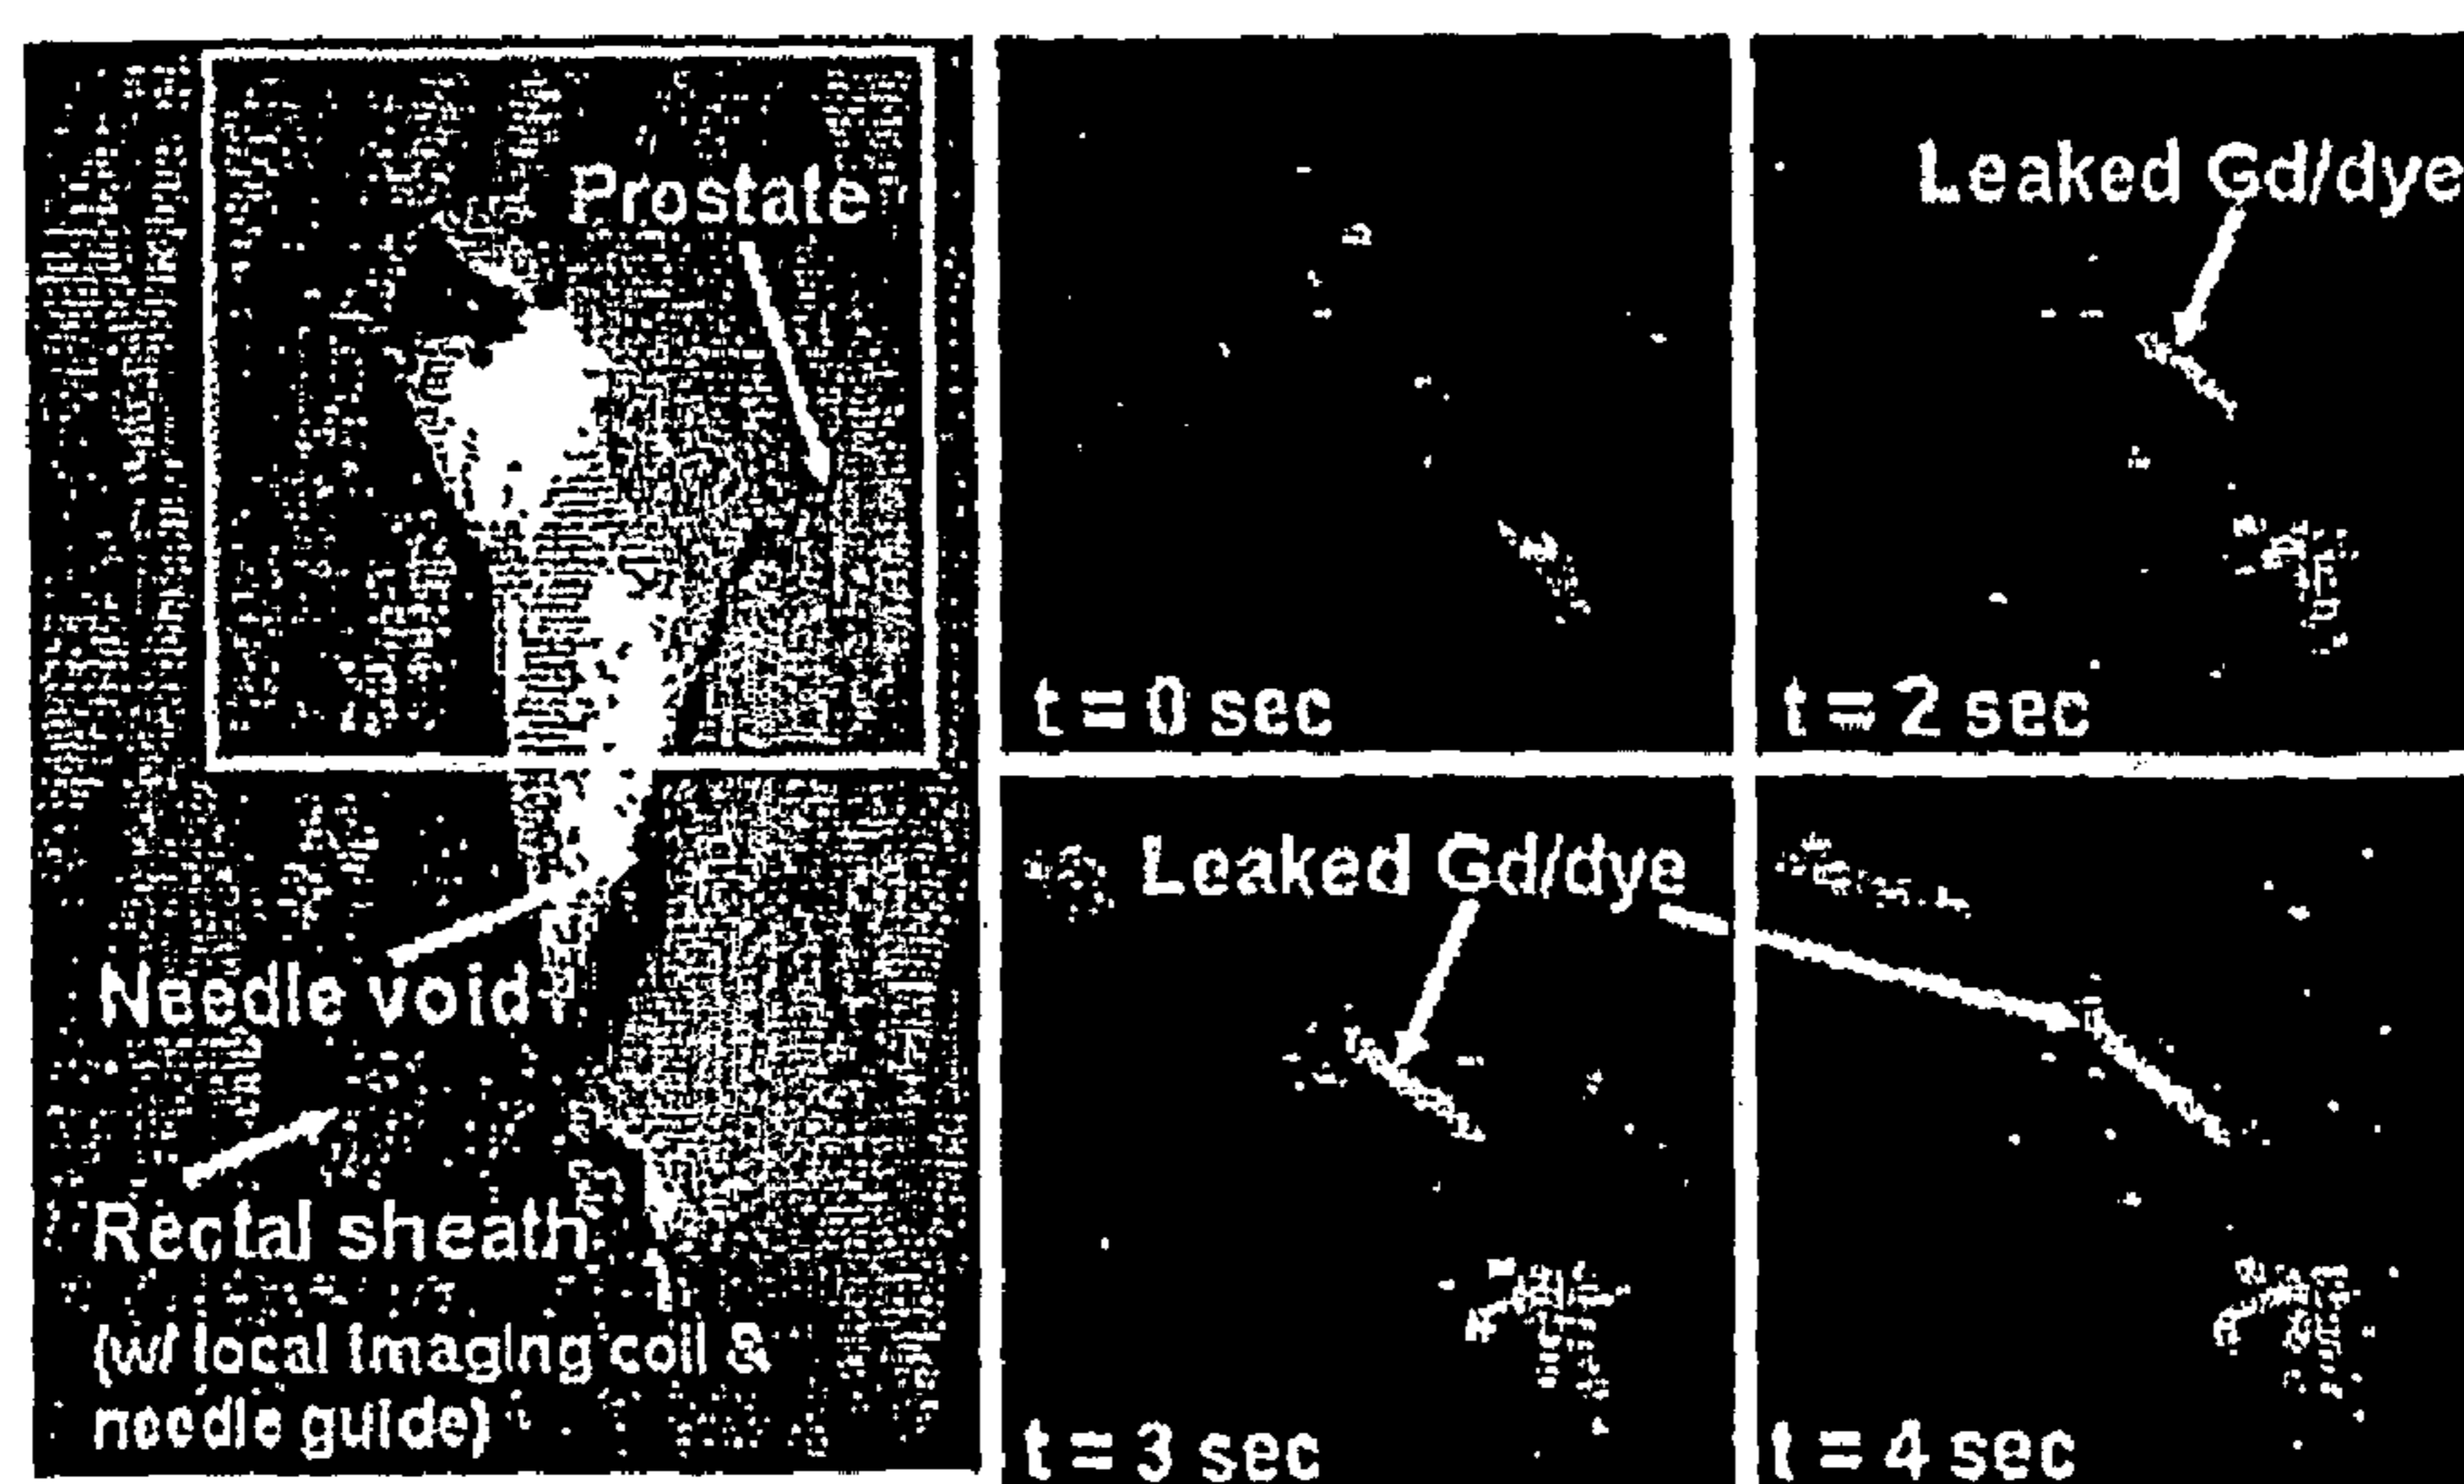 Prostate
Needle void
Rectal sheath
(w/ local imaging coil &
needle guide)
t = 0 sec
Leaked Gd/dye
t = 2 sec
Leaked Gd/dye
t = 3 sec
t = 4 sec